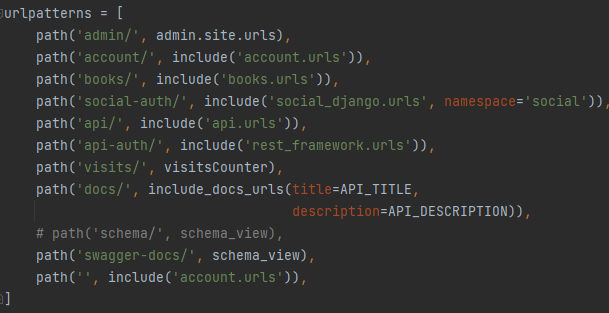 urlpatterns = [
    path('admin/', admin.site.urls),
    path('account/', include('account.urls')),
    path('books/', include('books.urls')),
    path('social-auth/', include('social_django.urls', namespace='social')),
    path('api/', include('api.urls')),
    path('api-auth/', include('rest_framework.urls')),
    path('visits/', visitsCounter),
    path('docs/', include_docs_urls(title=API_TITLE,
                                    description=API_DESCRIPTION)),
    # path('schema/', schema_view),
    path('swagger-docs/', schema_view),
    path('', include('account.urls')),
]